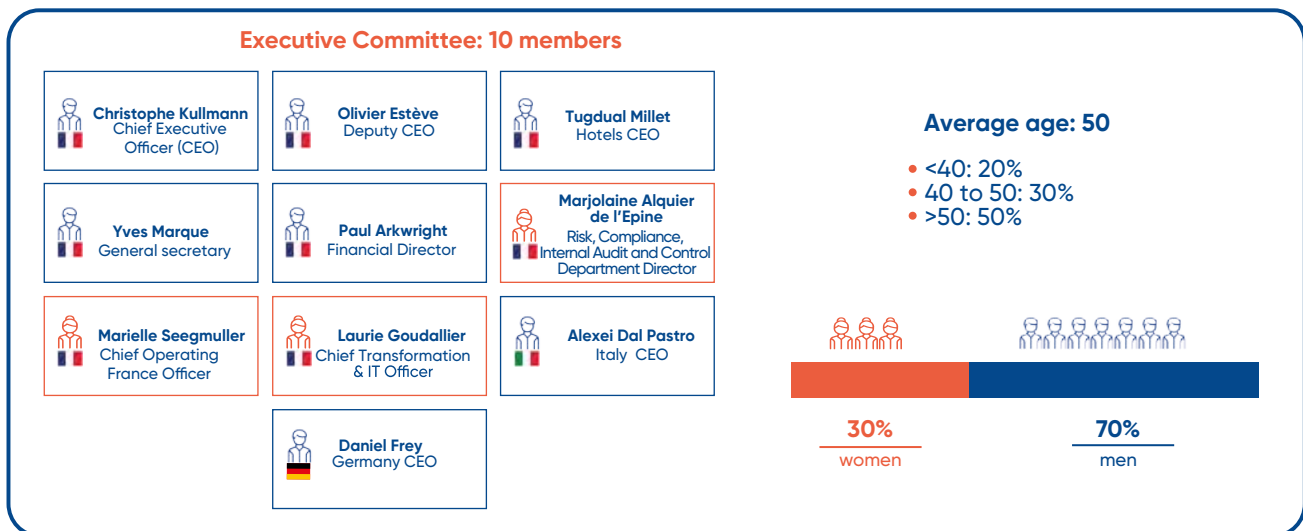 Executive Committee: 10 members
Christophe Kullmann
Chief Executive
Officer (CEO)
Olivier Estève
Deputy CEO
Tugdual Millet
Hotels CEO
Yves Marque
General secretary
Paul Arkwright
Financial Director
Marjolaine Alquier
de l’Epine
Risk, Compliance,
Internal Audit and Control
Department Director
Marielle Seegmuller
Chief Operating
France Officer
Laurie Goudallier
Chief Transformation
& IT Officer
Alexei Dal Pastro
Italy CEO
Daniel Frey
Germany CEO
Average age: 50
• <40: 20%
• 40 to 50: 30%
• >50: 50%
30%
women
70%
men